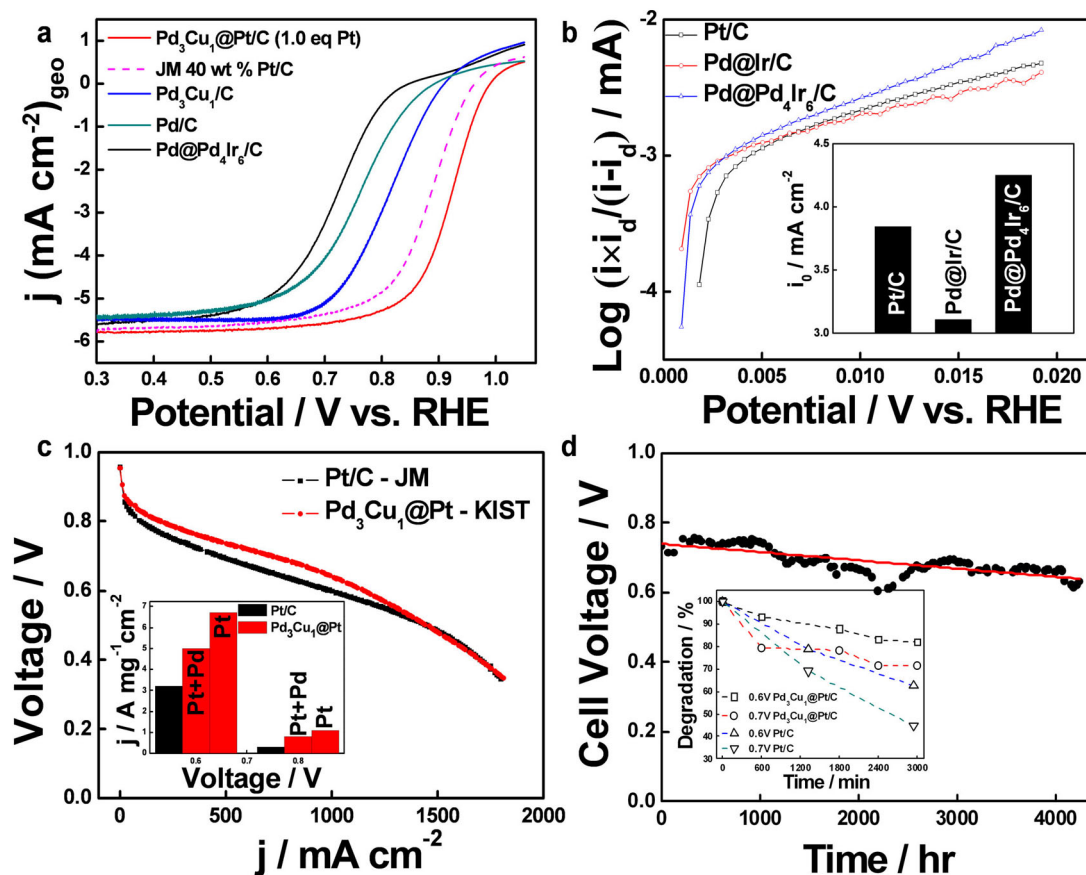 a
Pd3Cu1@Pt/C (1.0 eq Pt)
JM 40 wt % Pt/C
Pd3Cu1/C
Pd/C
Pd@Pd4Ir6/C
j (mA cm-2)geo
1
0
-1
-2
-3
-4
-5
-6
0.3 0.4 0.5 0.6 0.7 0.8 0.9 1.0
Potential / V vs. RHE
b
Pt/C
Pd@Ir/C
Pd@Pd4Ir6/C
Log (i×id/(i-id) / mA)
-2
-3
-4
0.000 0.005 0.010 0.015 0.020
Potential / V vs. RHE
i0 / mA cm-2
4.5
3.8
3.0
Pt/C
Pd@Ir/C
Pd@Pd4Ir6/C
c
Pt/C - JM
Pd3Cu1@Pt - KIST
Voltage / V
1.0
0.8
0.6
0.4
0.2
0.0
0 500 1000 1500 2000
j / mA cm-2
j / A mg-1cm-2
7
6
5
4
3
2
1
0
Pt/C
Pd3Cu1@Pt
Pt+Pd
Pt
Pt+Pd
Pt
0.6 0.7 0.8
Voltage / V
d
Cell Voltage / V
1.0
0.8
0.6
0.4
0.2
0.0
0 1000 2000 3000 4000
Time / hr
Degradation / %
100
90
80
70
60
50
40
30
0.6V Pd3Cu1@Pt/C
0.7V Pd3Cu1@Pt/C
0.6V Pt/C
0.7V Pt/C
0 600 1200 1800 2400 3000
Time / min